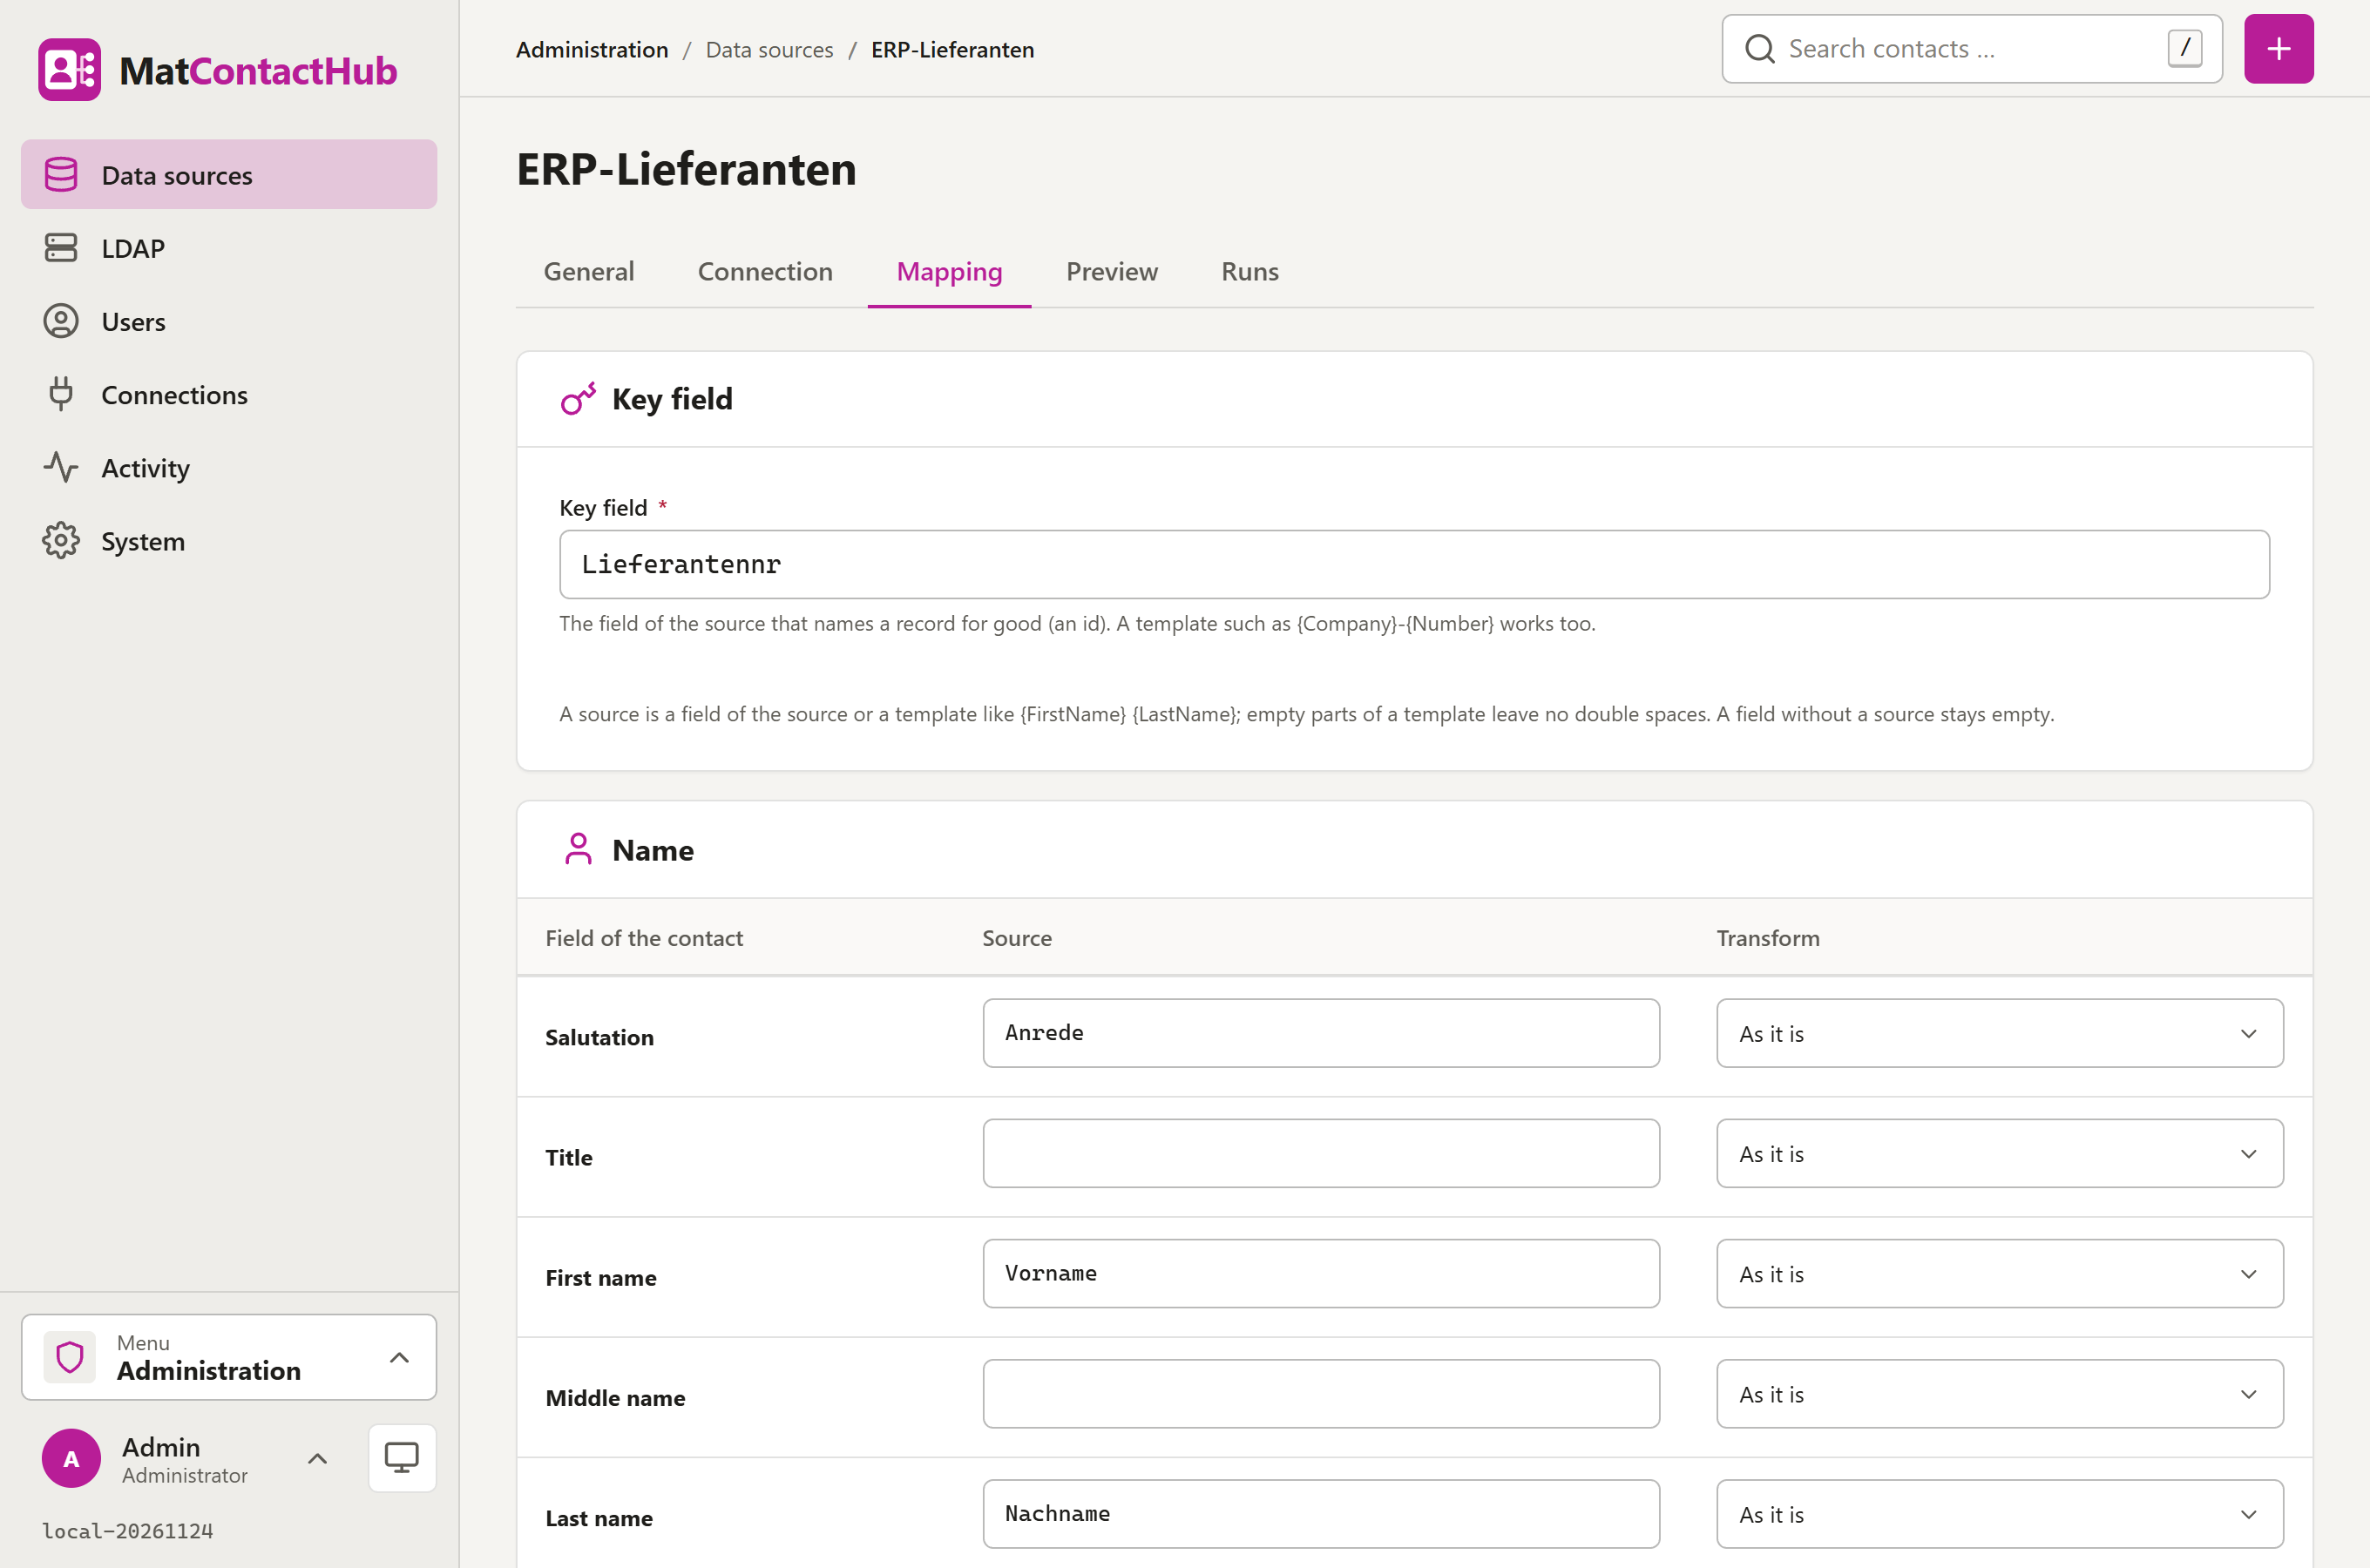 MatContactHub
Data sources
LDAP
Users
Connections
Activity
System
Menu
Administration
A
Admin
Administrator
local-20261124
Administration / Data sources / ERP-Lieferanten
Search contacts ... /
+
ERP-Lieferanten
General Connection Mapping Preview Runs
Key field
Key field *
Lieferantennr
The field of the source that names a record for good (an id). A template such as {Company}-{Number} works too.
A source is a field of the source or a template like {FirstName} {LastName}; empty parts of a template leave no double spaces. A field without a source stays empty.
Name
Field of the contact Source Transform
Salutation Anrede As it is
Title As it is
First name Vorname As it is
Middle name As it is
Last name Nachname As it is